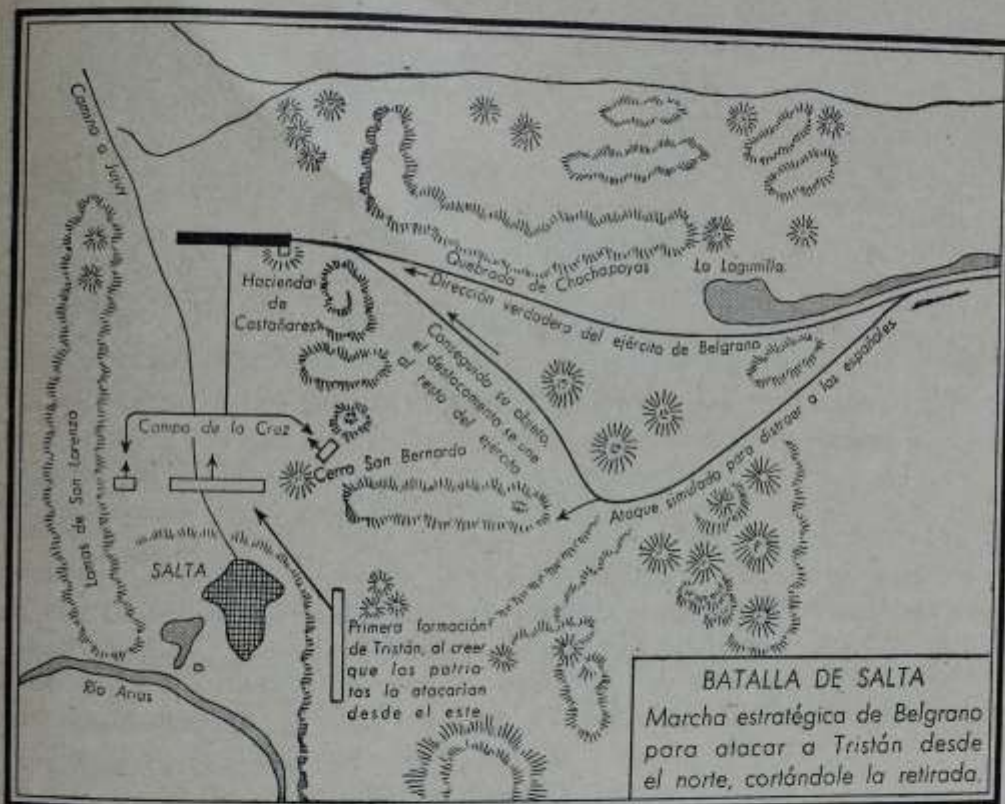 Camino a Jujuy
Quebrada de Chachapoyas
La Lagunilla
Hacienda
de
Castañares
Dirección verdadera del ejército de Belgrano
Conseguido su objeto,
el destacamento se une
al resto del ejército
Campo de la Cruz
Cerro San Bernardo
Ataque simulado para distraer a los españoles
Lomas de San Lorenzo
SALTA
Primera formación
de Tristán, al creer
que los patrio-
tas lo atacarían
desde el este
Río Arias
BATALLA DE SALTA
Marcha estratégica de Belgrano
para atacar a Tristán desde
el norte, cortándole la retirada.